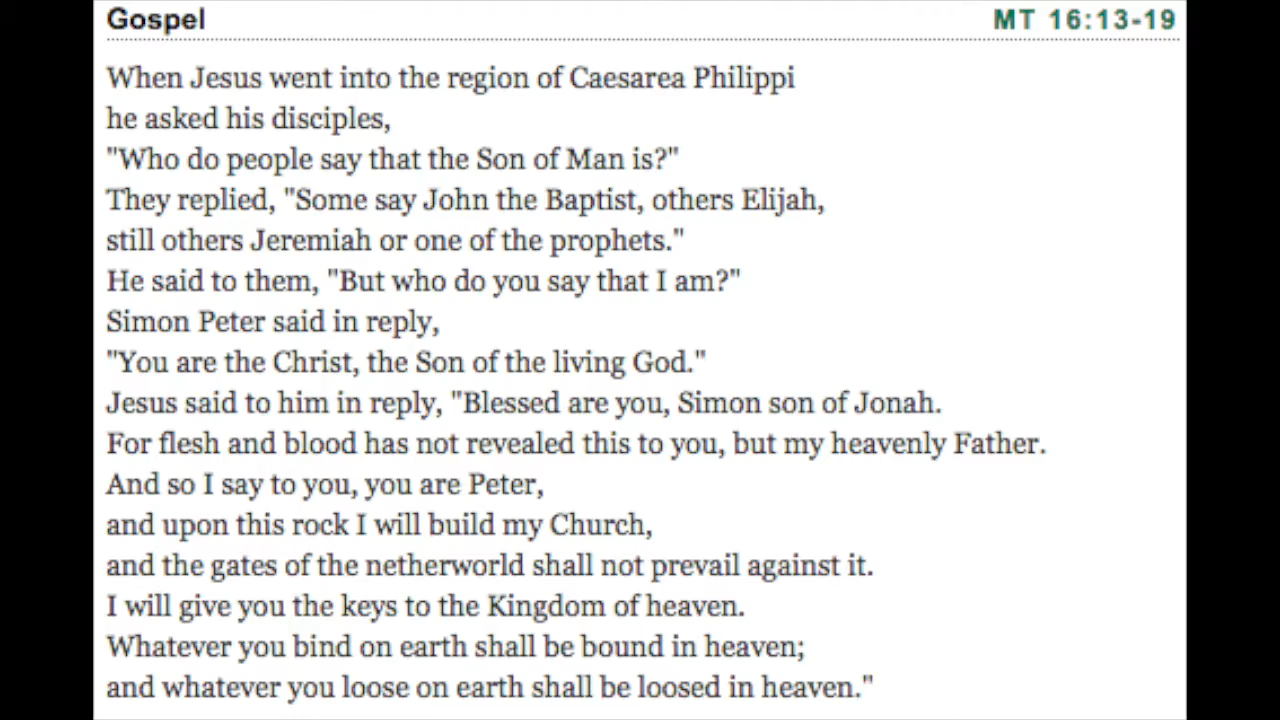 Gospel MT 16:13-19
When Jesus went into the region of Caesarea Philippi
he asked his disciples,
"Who do people say that the Son of Man is?"
They replied, "Some say John the Baptist, others Elijah,
still others Jeremiah or one of the prophets."
He said to them, "But who do you say that I am?"
Simon Peter said in reply,
"You are the Christ, the Son of the living God."
Jesus said to him in reply, "Blessed are you, Simon son of Jonah.
For flesh and blood has not revealed this to you, but my heavenly Father.
And so I say to you, you are Peter,
and upon this rock I will build my Church,
and the gates of the netherworld shall not prevail against it.
I will give you the keys to the Kingdom of heaven.
Whatever you bind on earth shall be bound in heaven;
and whatever you loose on earth shall be loosed in heaven."